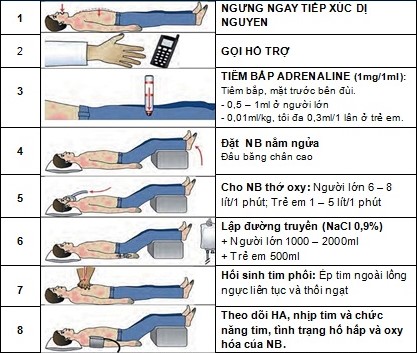 1
NGƯNG NGAY TIẾP XÚC DỊ
NGUYEN
2
GỌI HỖ TRỢ
3
TIÊM BẮP ADRENALINE (1mg/1ml):
Tiêm bắp, mặt trước bên đùi.
- 0,5 – 1ml ở người lớn
- 0,01ml/kg, tối đa 0,3ml/1 lần ở trẻ em.
4
Đặt NB nằm ngửa
Đầu bằng chân cao
5
Cho NB thở oxy: Người lớn 6 – 8
lít/1 phút; Trẻ em 1 – 5 lít/1 phút
6
Lập đường truyền (NaCl 0,9%)
+ Người lớn 1000 – 2000ml
+ Trẻ em 500ml
7
Hồi sinh tim phổi: Ép tim ngoài lồng
ngực liên tục và thổi ngạt
8
Theo dõi HA, nhịp tim và chức
năng tim, tình trạng hô hấp và oxy
hóa của NB.